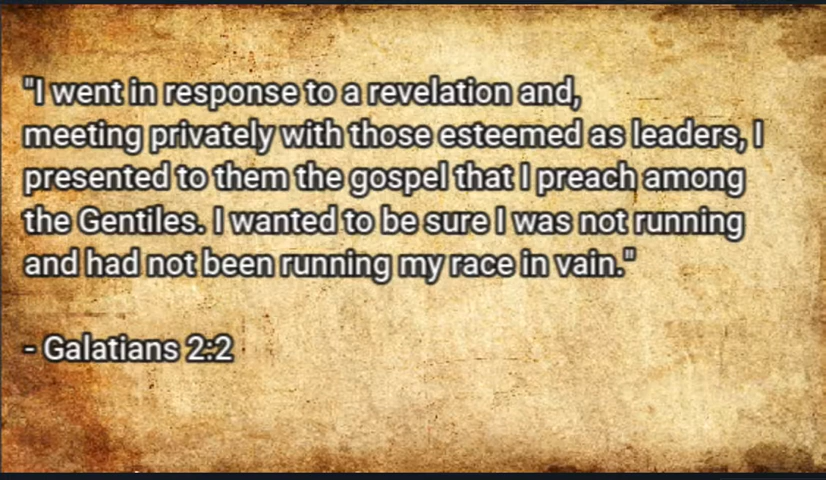 "I went in response to a revelation and,
meeting privately with those esteemed as leaders, I
presented to them the gospel that I preach among
the Gentiles. I wanted to be sure I was not running
and had not been running my race in vain."
- Galatians 2:2